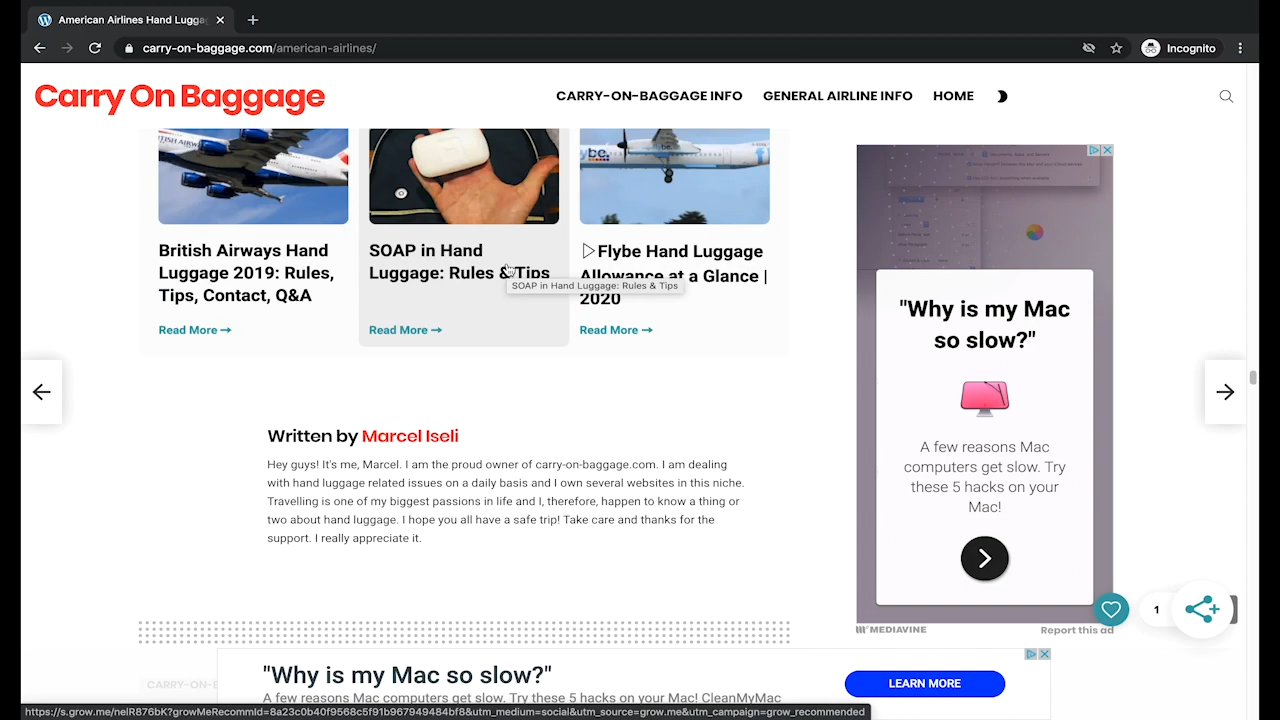 American Airlines Hand Lugga
carry-on-baggage.com/american-airlines/
Incognito
Carry On Baggage
CARRY-ON-BAGGAGE INFO
GENERAL AIRLINE INFO
HOME
British Airways Hand
Luggage 2019: Rules,
Tips, Contact, Q&A
Read More →
SOAP in Hand
Luggage: Rules & Tips
SOAP in Hand Luggage: Rules & Tips
Read More →
▷Flybe Hand Luggage
Allowance at a Glance |
2020
Read More →
"Why is my Mac
so slow?"
A few reasons Mac
computers get slow. Try
these 5 hacks on your
Mac!
MEDIAVINE
Report this ad
1
Written by Marcel Iseli
Hey guys! It's me, Marcel. I am the proud owner of carry-on-baggage.com. I am dealing
with hand luggage related issues on a daily basis and I own several websites in this niche.
Travelling is one of my biggest passions in life and I, therefore, happen to know a thing or
two about hand luggage. I hope you all have a safe trip! Take care and thanks for the
support. I really appreciate it.
CARRY-ON-
"Why is my Mac so slow?"
A few reasons Mac computers get slow. Try these 5 hacks on your Mac! CleanMyMac
LEARN MORE
https://s.grow.me/neIR876bK?growMeRecommId=8a23c0b40f9568c5f91b967949484bf8&utm_medium=social&utm_source=grow.me&utm_campaign=grow_recommended